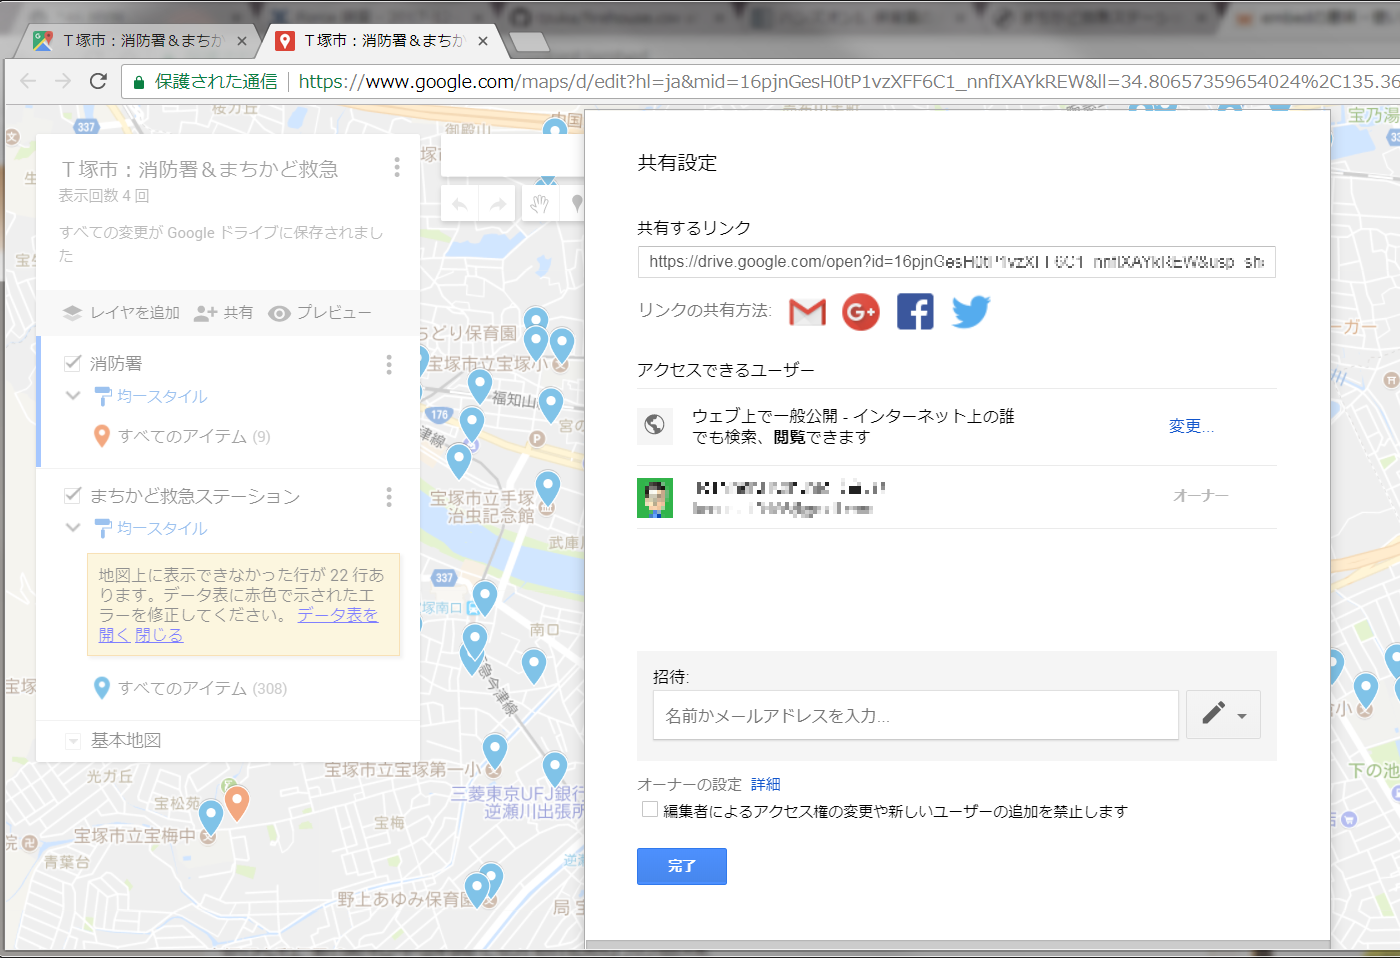 T塚市：消防署＆まちか
T塚市：消防署＆まちか
保護された通信
https://www.google.com/maps/d/edit?hl=ja&mid=16pjnGesH0tP1vzXFF6C1_nnfIXAYkREW&ll=34.80657359654024%2C135.36
T塚市：消防署＆まちかど救急
表示回数 4 回
すべての変更が Google ドライブに保存されまし
た
レイヤを追加
共有
プレビュー
消防署
均一スタイル
すべてのアイテム (9)
まちかど救急ステーション
均一スタイル
地図上に表示できなかった行が 22 行あ
ります。データ表に赤色で示されたエ
ラーを修正してください。 データ表を
開く 閉じる
すべてのアイテム (308)
基本地図
共有設定
共有するリンク
https://drive.google.com/open?id=16pjnGesH0tP1vzXFF6C1_nnfIXAYkREW&usp=sh
リンクの共有方法:
アクセスできるユーザー
ウェブ上で一般公開 - インターネット上の誰
でも検索、閲覧できます
変更...
オーナー
招待:
名前かメールアドレスを入力...
オーナーの設定 詳細
編集者によるアクセス権の変更や新しいユーザーの追加を禁止します
完了
337
御殿山
どり保育園
宝塚市立宝塚小
福知山
176
宝塚市立手塚
治虫記念館
武庫川
337
塚南口
南口
急今津線
光ガ丘
宝松苑
宝塚市立宝塚第一小
三菱東京UFJ銀行
逆瀬川出張所
宝塚市立宝梅中
宝梅
青葉台
野上あゆみ保育園
宝乃湯
下の池